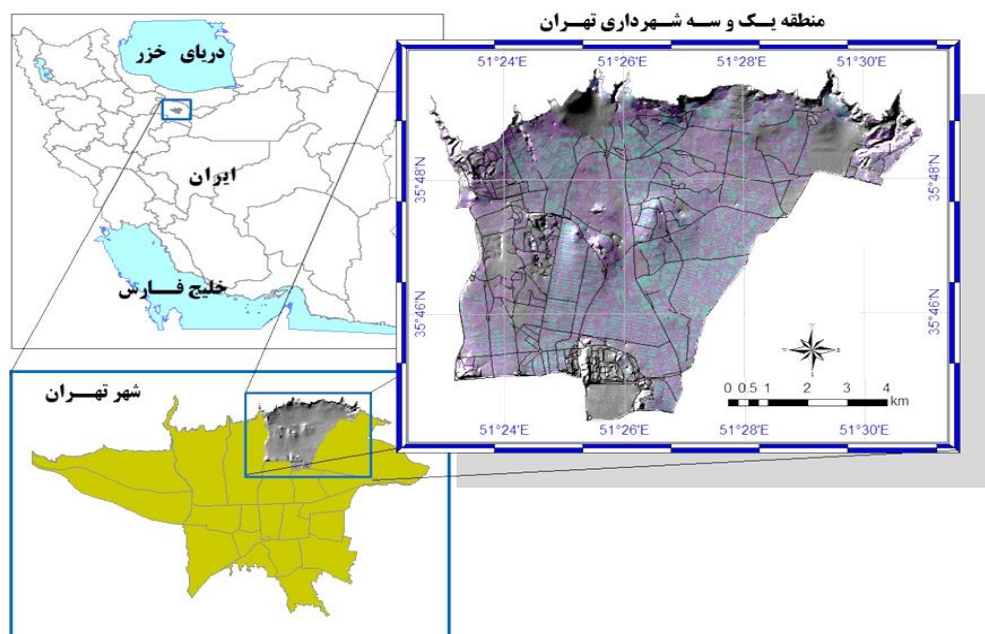 منطقه یک و سه شهرداری تهران
دریای خزر
ایران
خلیج فارس
شهر تهران
51°24'E 51°26'E 51°28'E 51°30'E
35°48'N 35°48'N
35°46'N 35°46'N
0 0.5 1 2 3 4
km
51°24'E 51°26'E 51°28'E 51°30'E